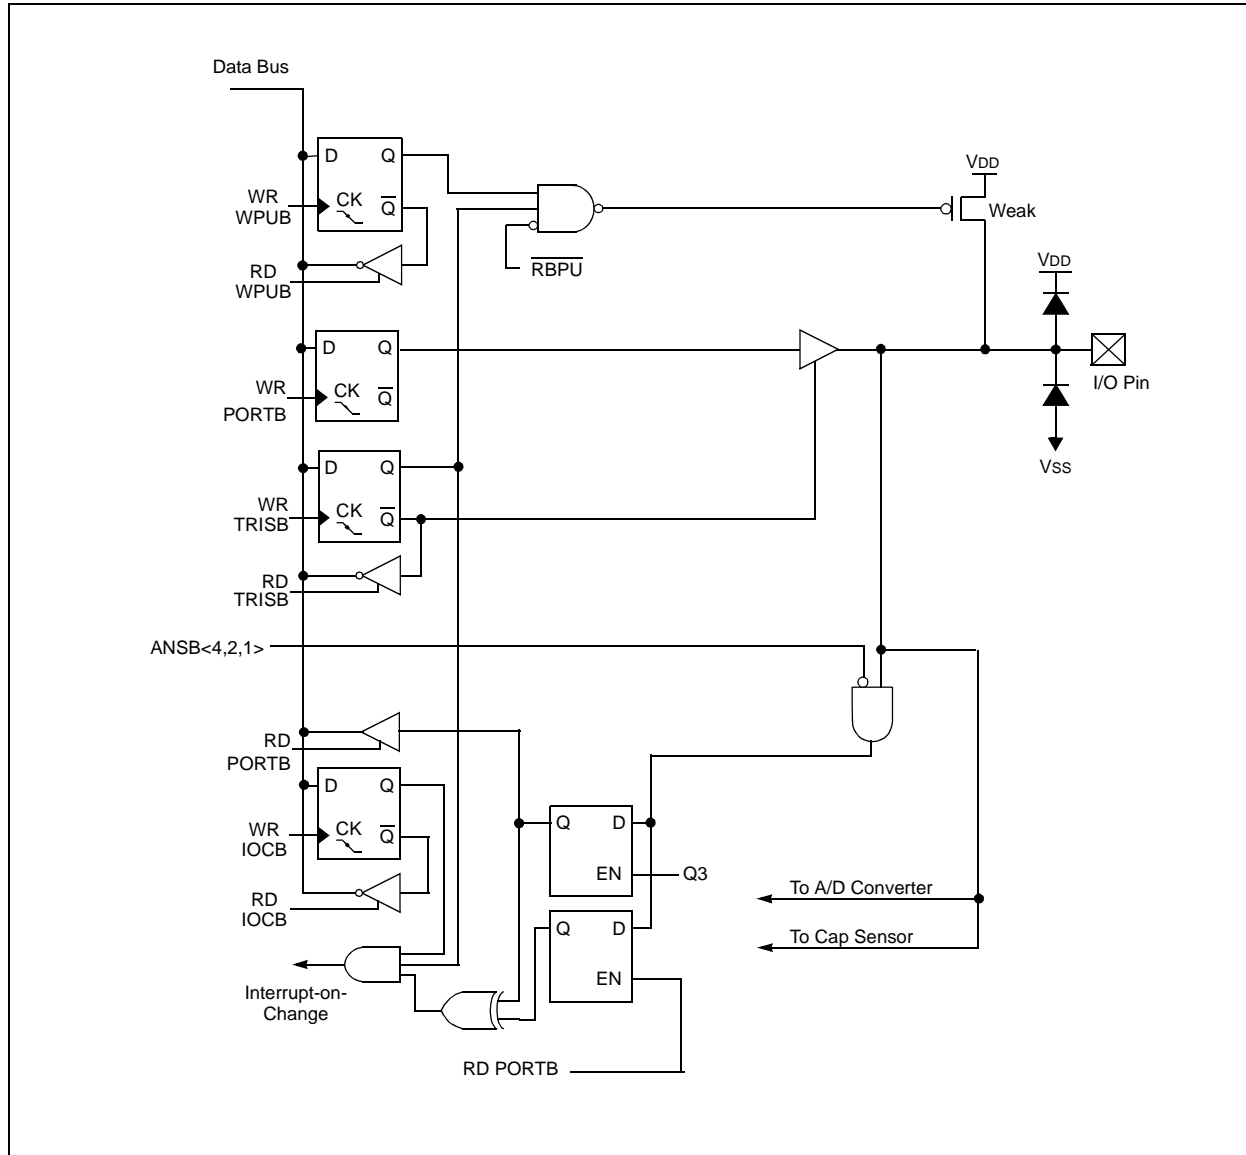 Data Bus
D Q
WR
WPUB
CK Q
RD
WPUB
RBPU
VDD
Weak
VDD
I/O Pin
VSS
D Q
WR
PORTB
CK Q
D Q
WR
TRISB
CK Q
RD
TRISB
ANSB<4,2,1>
RD
PORTB
D Q
WR
IOCB
CK Q
RD
IOCB
Q D
EN
Q3
Q D
EN
To A/D Converter
To Cap Sensor
Interrupt-on-
Change
RD PORTB